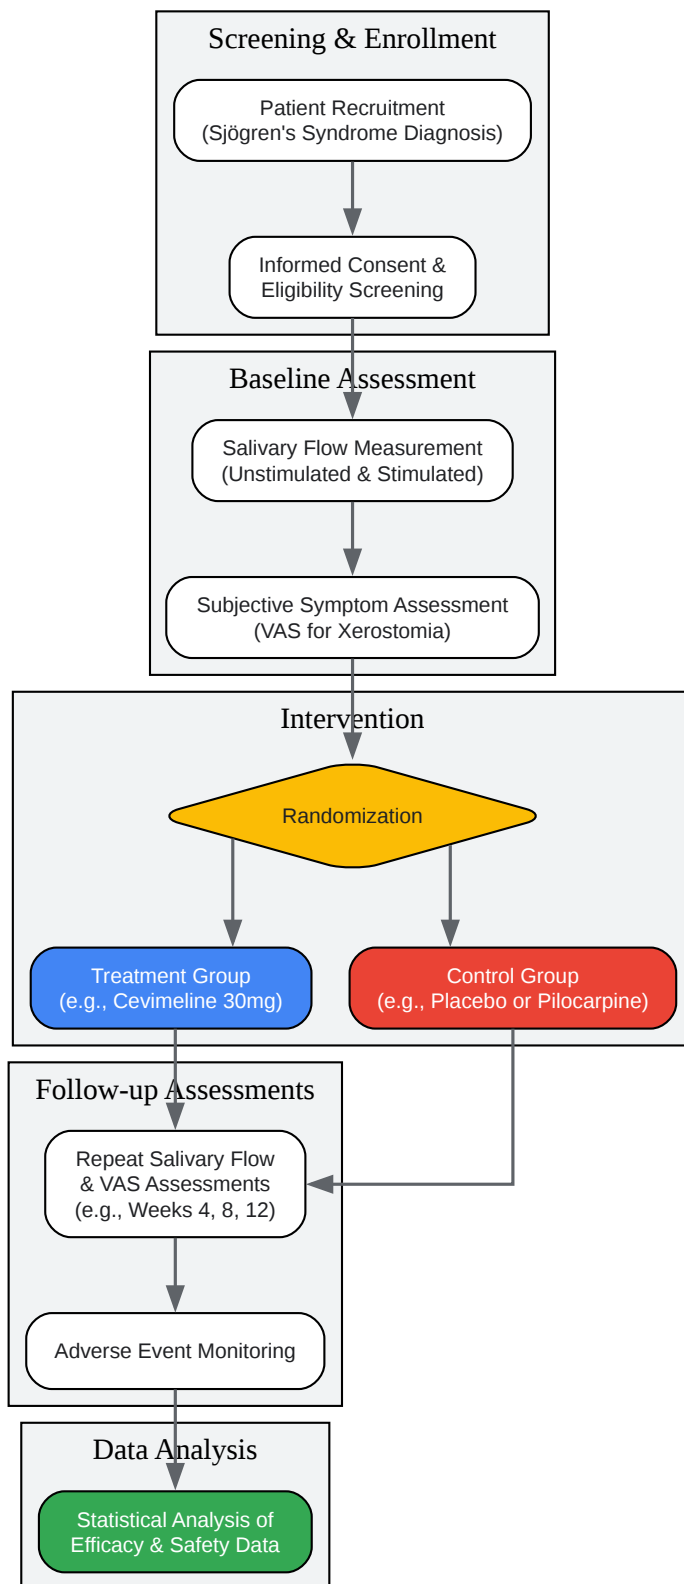 Screening & Enrollment
Patient Recruitment
(Sjögren's Syndrome Diagnosis)
Informed Consent &
Eligibility Screening
Baseline Assessment
Salivary Flow Measurement
(Unstimulated & Stimulated)
Subjective Symptom Assessment
(VAS for Xerostomia)
Intervention
Randomization
Treatment Group
(e.g., Cevimeline 30mg)
Control Group
(e.g., Placebo or Pilocarpine)
Follow-up Assessments
Repeat Salivary Flow
& VAS Assessments
(e.g., Weeks 4, 8, 12)
Adverse Event Monitoring
Data Analysis
Statistical Analysis of
Efficacy & Safety Data